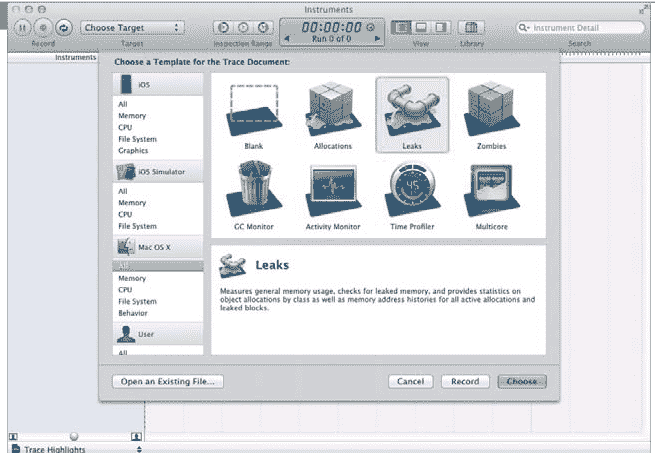 Instruments
Choose Target
00:00:00
Run 0 of 0
Instrument Detail
Record
Target
Inspection Range
View
Library
Search
Instruments
Choose a Template for the Trace Document:
iOS
All
Memory
CPU
File System
Graphics
iOS Simulator
All
Memory
CPU
File System
Mac OS X
All
Memory
CPU
File System
Behavior
User
All
Blank
Allocations
Leaks
Zombies
GC Monitor
Activity Monitor
Time Profiler
Multicore
45
Leaks
Measures general memory usage, checks for leaked memory, and provides statistics on
object allocations by class as well as memory address histories for all active allocations and
leaked blocks.
Open an Existing File...
Cancel
Record
Choose
Trace Highlights